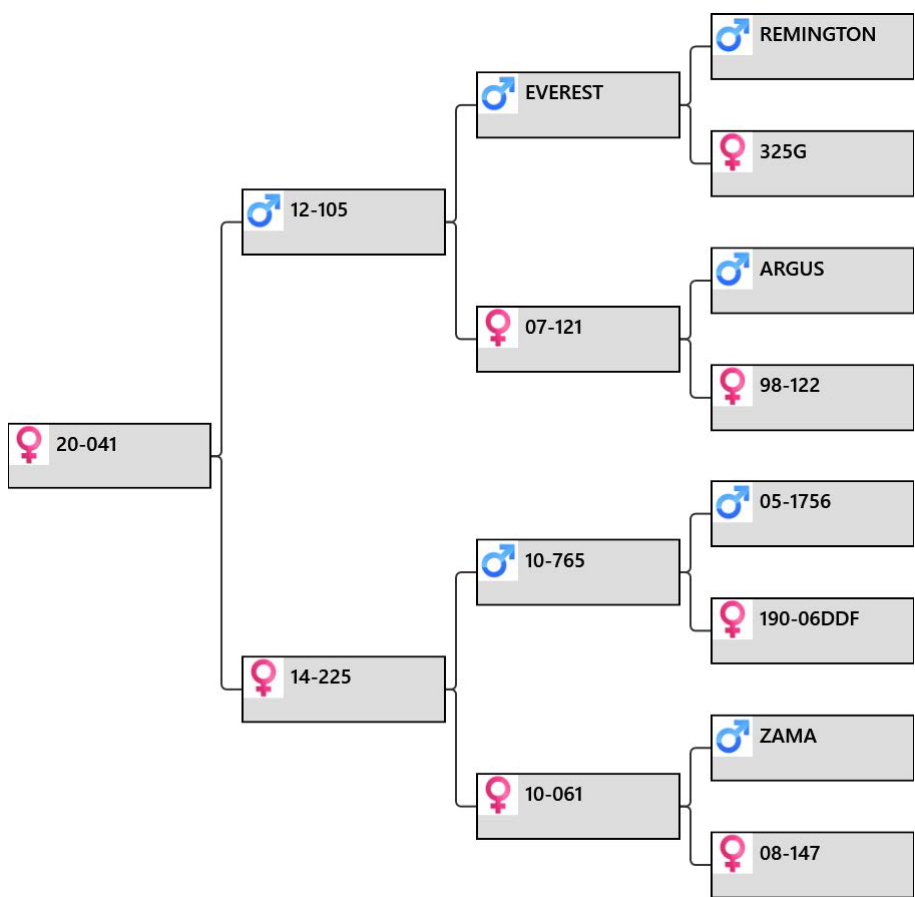 REMINGTON
EVEREST
325G
12-105
ARGUS
07-121
98-122
20-041
05-1756
10-765
190-06DDF
14-225
ZAMA
10-061
08-147